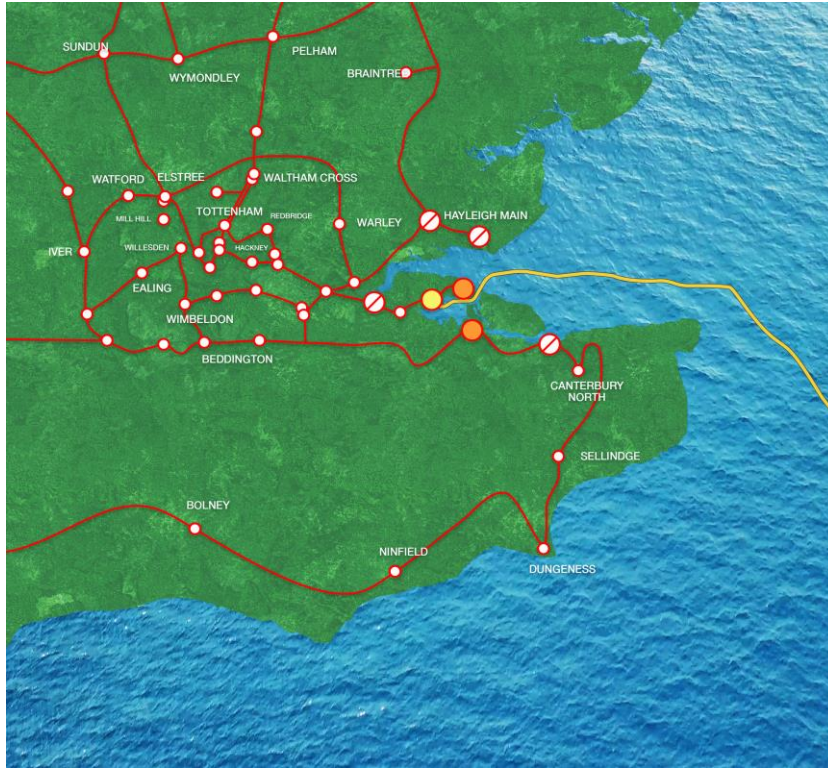 SUNDUN
PELHAM
WYMONDLEY
BRAINTRE
WATFORD
ELSTREE
WALTHAM CROSS
MILL HILL
TOTTENHAM
REDBRIDGE
WARLEY
HAYLEIGH MAIN
IVER
WILLESDEN
HACKNEY
EALING
WIMBELDON
BEDDINGTON
CANTERBURY
NORTH
SELLINDGE
BOLNEY
NINFIELD
DUNGENESS